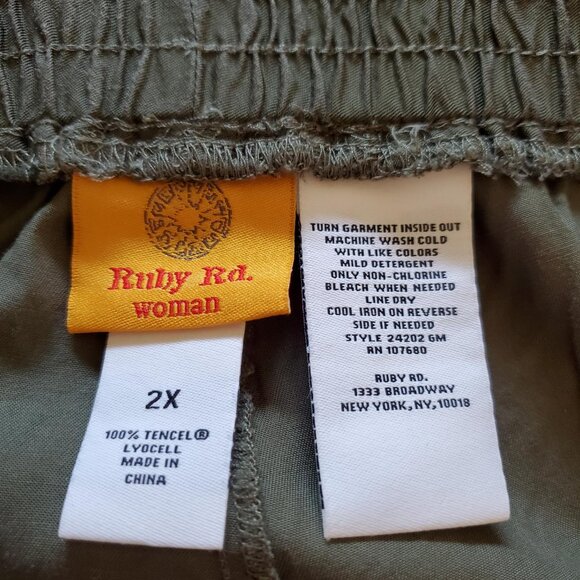 Ruby Rd.
woman
2X
100% TENCEL®
LYOCELL
MADE IN
CHINA
TURN GARMENT INSIDE OUT
MACHINE WASH COLD
WITH LIKE COLORS
MILD DETERGENT
ONLY NON-CHLORINE
BLEACH WHEN NEEDED
LINE DRY
COOL IRON ON REVERSE
SIDE IF NEEDED
STYLE 24202 GM
RN 107680
RUBY RD.
1333 BROADWAY
NEW YORK, NY, 10018